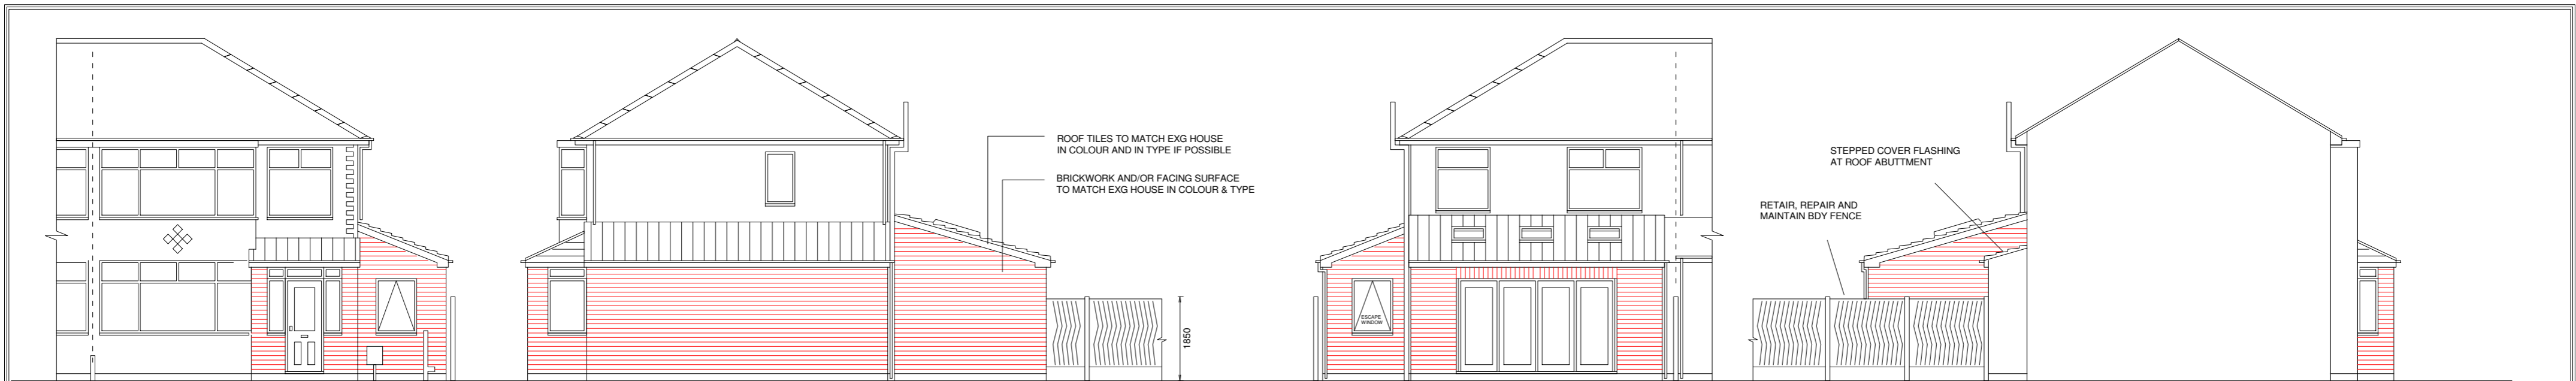 ROOF TILES TO MATCH EXG HOUSE
IN COLOUR AND IN TYPE IF POSSIBLE
BRICKWORK AND/OR FACING SURFACE
TO MATCH EXG HOUSE IN COLOUR & TYPE
1850
ESCAPE
WINDOW
STEPPED COVER FLASHING
AT ROOF ABUTTMENT
RETAIR, REPAIR AND
MAINTAIN BDY FENCE